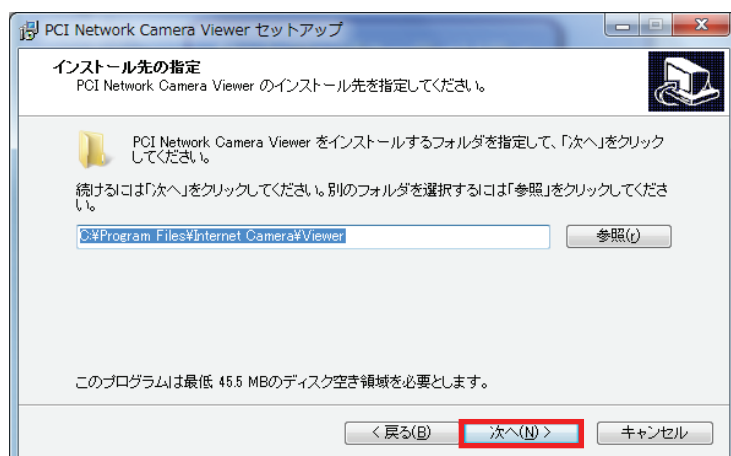 PCI Network Camera Viewer セットアップ
インストール先の指定
PCI Network Camera Viewer のインストール先を指定してください。
PCI Network Camera Viewer をインストールするフォルダを指定して、「次へ」をクリック
してください。
続けるには「次へ」をクリックしてください。別のフォルダを選択するには「参照」をクリックしてくださ
い。
C:¥Program Files¥Internet Camera¥Viewer
参照(r)
このプログラムは最低 45.5 MBのディスク空き領域を必要とします。
< 戻る(B)
次へ(N) >
キャンセル